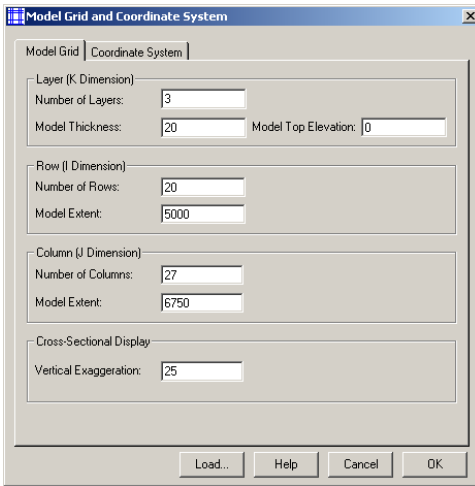 Model Grid and Coordinate System
Model Grid Coordinate System
Layer (K Dimension)
Number of Layers: 3
Model Thickness: 20 Model Top Elevation: 0
Row (I Dimension)
Number of Rows: 20
Model Extent: 5000
Column (J Dimension)
Number of Columns: 27
Model Extent: 6750
Cross-Sectional Display
Vertical Exaggeration: 25
Load... Help Cancel OK